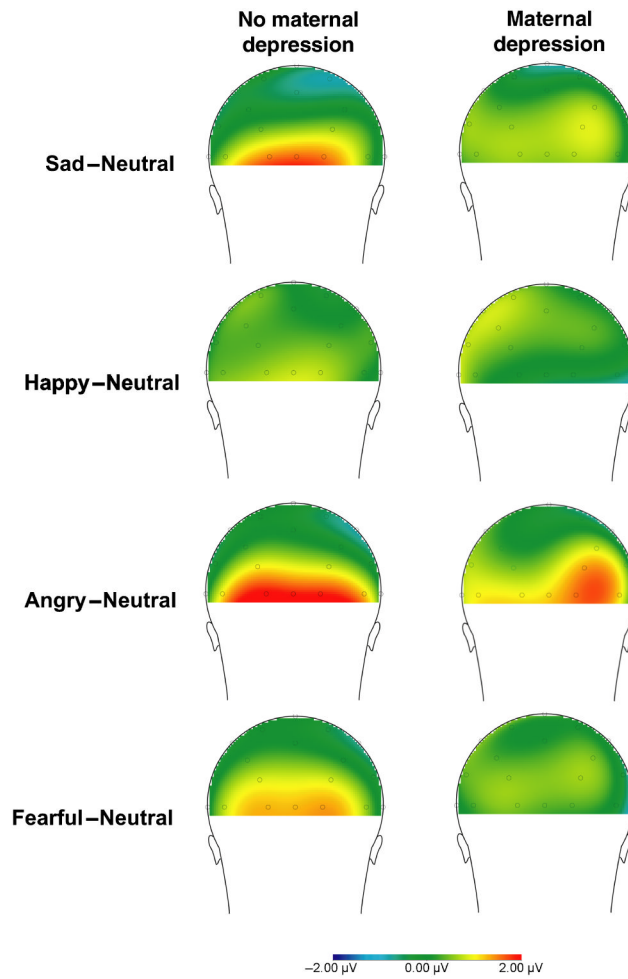 No maternal
depression
Maternal
depression
Sad–Neutral
Happy–Neutral
Angry–Neutral
Fearful–Neutral
–2.00 µV
0.00 µV
2.00 µV